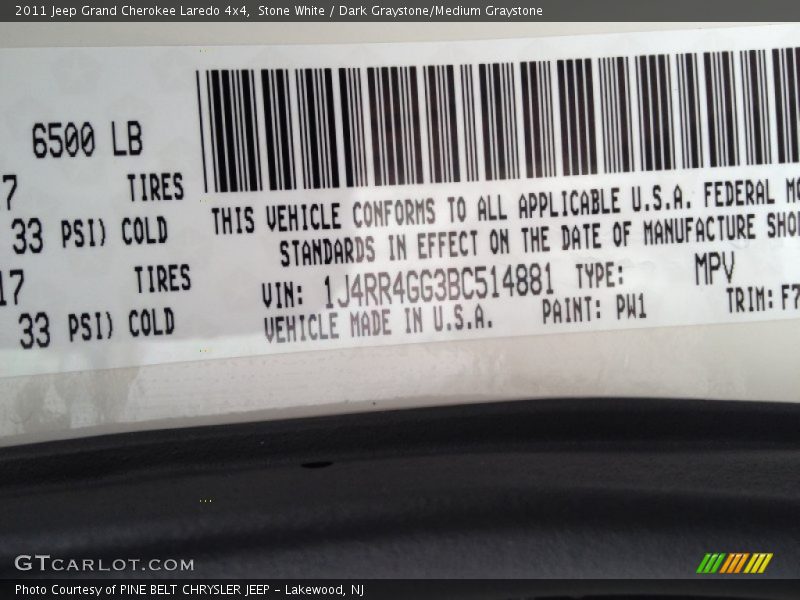 2011 Jeep Grand Cherokee Laredo 4x4, Stone White / Dark Graystone/Medium Graystone
6500 LB
7 TIRES
33 PSI) COLD
17 TIRES
33 PSI) COLD
THIS VEHICLE CONFORMS TO ALL APPLICABLE U.S.A. FEDERAL
STANDARDS IN EFFECT ON THE DATE OF MANUFACTURE
VIN: 1J4RR4GG3BC514881 TYPE: MPV
VEHICLE MADE IN U.S.A. PAINT: PW1 TRIM: F7
GTCARLOT.COM
Photo Courtesy of PINE BELT CHRYSLER JEEP - Lakewood, NJ